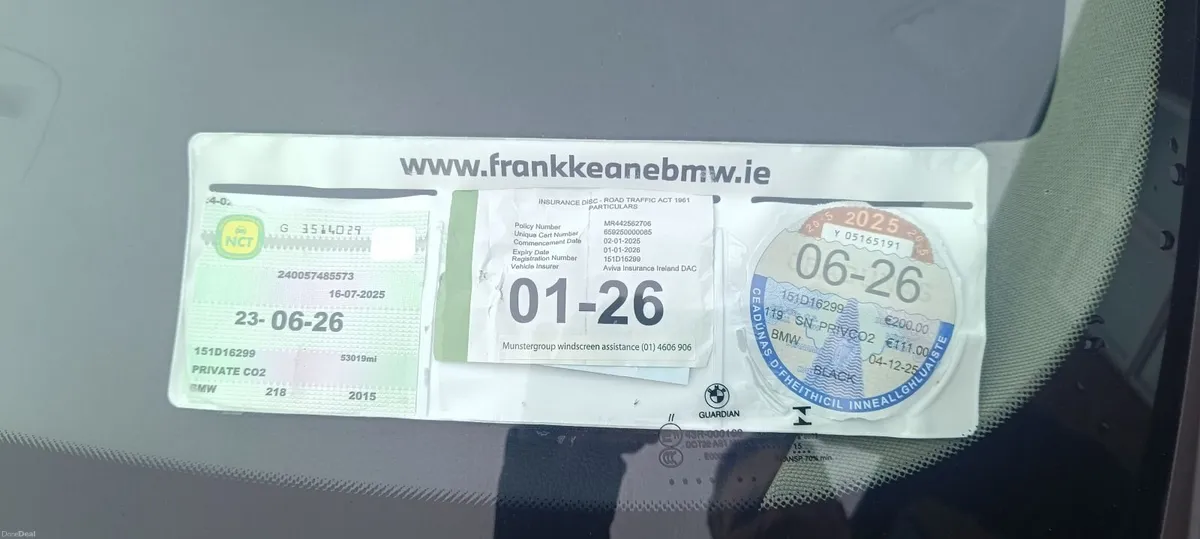 www.frankkeanebmw.ie
NCT
G 3514029
240057485573
16-07-2025
23- 06-26
151D16299
53019mi
PRIVATE CO2
BMW 218 2015
INSURANCE DISC - ROAD TRAFFIC ACT 1961
PARTICULARS
Policy Number MR442562706
Unique Cert Number 659250000085
Commencement Date 02-01-2025
Expiry Date 01-01-2026
Registration Number 151D16299
Vehicle Insurer Aviva Insurance Ireland DAC
01-26
Munstergroup windscreen assistance (01) 4606 906
2025
Y 05165191
06-26
151D16299 €200.00
119 SN PRIVCO2 €111.00
BMW 04-12-25
BLACK
CEADÚNAS D'FHEITHICIL INNEALLGHLUAISTE
GUARDIAN
DoneDeal